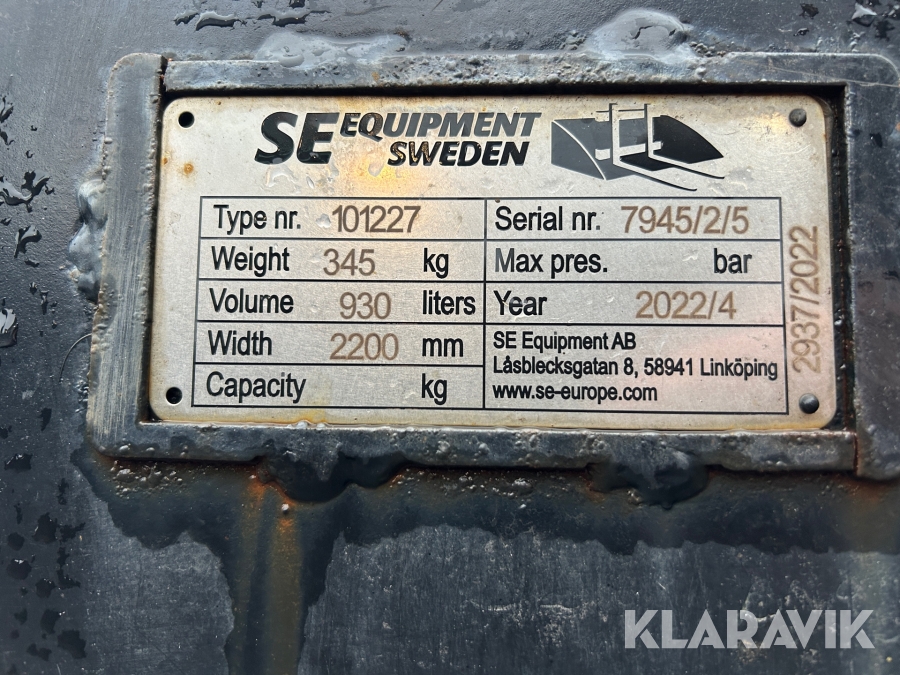 SE EQUIPMENT
SWEDEN
Type nr. 101227 Serial nr. 7945/2/5
Weight 345 kg Max pres. bar
Volume 930 liters Year 2022/4
Width 2200 mm SE Equipment AB
Låsblecksgatan 8, 58941 Linköping
Capacity kg www.se-europe.com
2937/2022
KLARAVIK